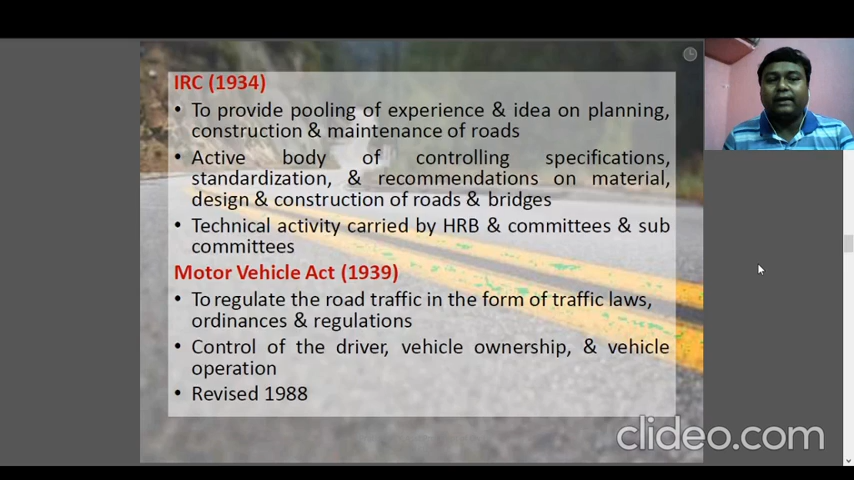 IRC (1934)
• To provide pooling of experience & idea on planning,
construction & maintenance of roads
• Active body of controlling specifications,
standardization, & recommendations on material,
design & construction of roads & bridges
• Technical activity carried by HRB & committees & sub
committees
Motor Vehicle Act (1939)
• To regulate the road traffic in the form of traffic laws,
ordinances & regulations
• Control of the driver, vehicle ownership, & vehicle
operation
• Revised 1988
clideo.com